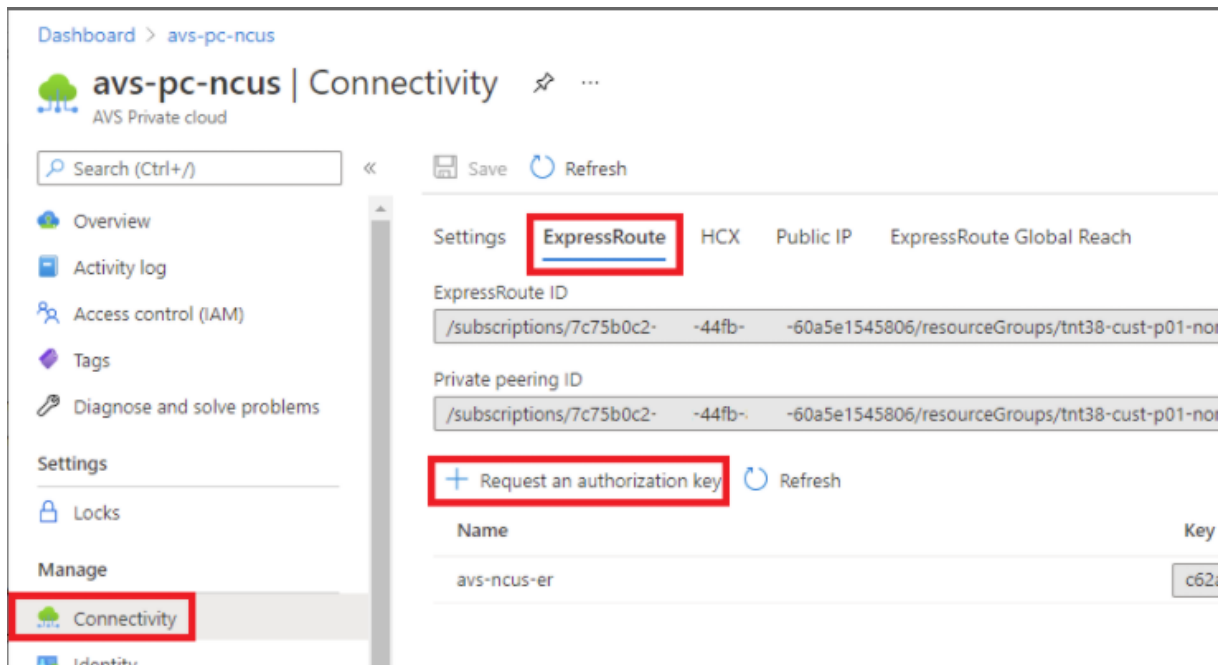 Dashboard > avs-pc-ncus
avs-pc-ncus | Connectivity ...
AVS Private cloud
Search (Ctrl+/)
«
Save
Refresh
Overview
Activity log
Access control (IAM)
Tags
Diagnose and solve problems
Settings
Locks
Manage
Connectivity
Identity
Settings
ExpressRoute
HCX
Public IP
ExpressRoute Global Reach
ExpressRoute ID
/subscriptions/7c75b0c2- -44fb- -60a5e1545806/resourceGroups/tnt38-cust-p01-nor
Private peering ID
/subscriptions/7c75b0c2- -44fb- -60a5e1545806/resourceGroups/tnt38-cust-p01-nor
+ Request an authorization key
Refresh
Name Key
avs-ncus-er c62a